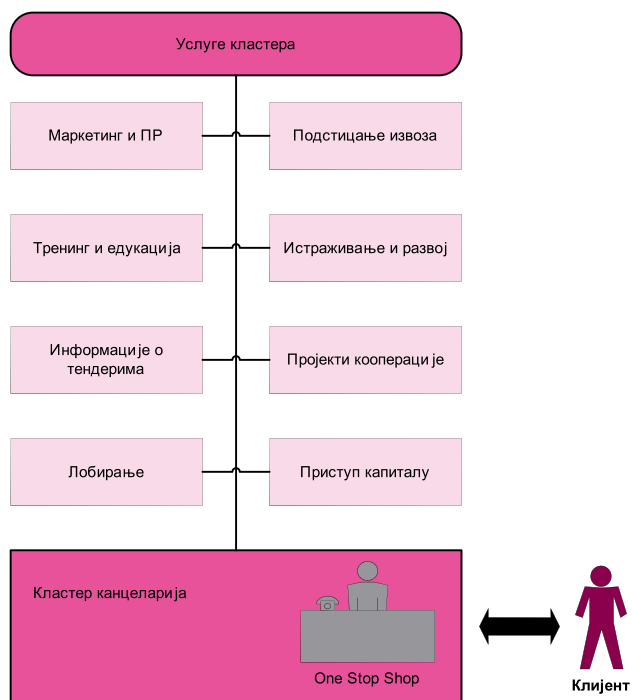 Услуге кластера
Маркетинг и ПР
Подстицање извоза
Тренинг и едукација
Истраживање и развој
Информације о
тендерима
Пројекти кооперације
Лобирање
Приступ капиталу
Кластер канцеларија
One Stop Shop
Клијент